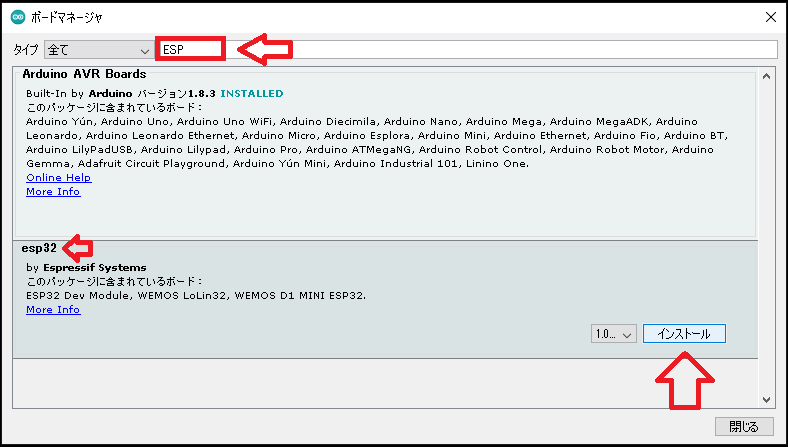 ボードマネージャ
タイプ 全て ESP
Arduino AVR Boards
Built-In by Arduino バージョン1.8.3 INSTALLED
このパッケージに含まれているボード：
Arduino Yún, Arduino Uno, Arduino Uno WiFi, Arduino Diecimila, Arduino Nano, Arduino Mega, Arduino MegaADK, Arduino
Leonardo, Arduino Leonardo Ethernet, Arduino Micro, Arduino Esplora, Arduino Mini, Arduino Ethernet, Arduino Fio, Arduino BT,
Arduino LilyPadUSB, Arduino Lilypad, Arduino Pro, Arduino ATMegaNG, Arduino Robot Control, Arduino Robot Motor, Arduino
Gemma, Adafruit Circuit Playground, Arduino Yún Mini, Arduino Industrial 101, Linino One.
Online Help
More Info
esp32
by Espressif Systems
このパッケージに含まれているボード：
ESP32 Dev Module, WEMOS LoLin32, WEMOS D1 MINI ESP32.
More Info
1.0... インストール
閉じる